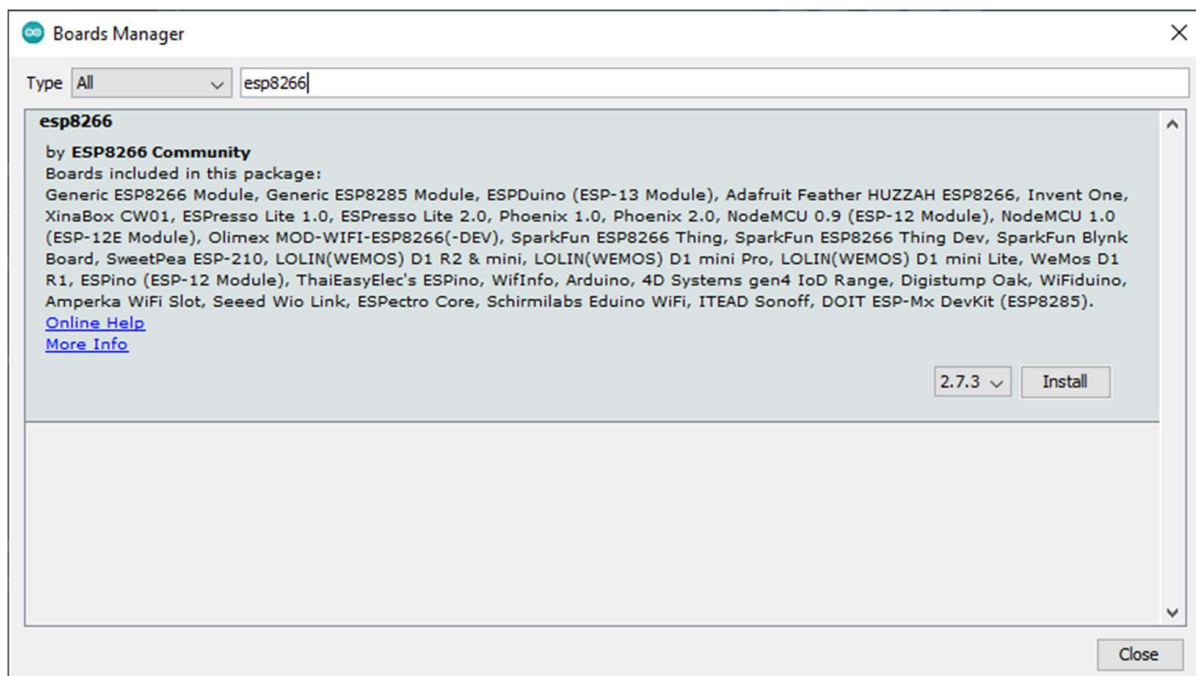 Boards Manager
Type All esp8266
esp8266
by ESP8266 Community
Boards included in this package:
Generic ESP8266 Module, Generic ESP8285 Module, ESPDuino (ESP-13 Module), Adafruit Feather HUZZAH ESP8266, Invent One,
XinaBox CW01, ESPresso Lite 1.0, ESPresso Lite 2.0, Phoenix 1.0, Phoenix 2.0, NodeMCU 0.9 (ESP-12 Module), NodeMCU 1.0
(ESP-12E Module), Olimex MOD-WIFI-ESP8266(-DEV), SparkFun ESP8266 Thing, SparkFun ESP8266 Thing Dev, SparkFun Blynk
Board, SweetPea ESP-210, LOLIN(WEMOS) D1 R2 & mini, LOLIN(WEMOS) D1 mini Pro, LOLIN(WEMOS) D1 mini Lite, WeMos D1
R1, ESPino (ESP-12 Module), ThaiEasyElec's ESPino, WifInfo, Arduino, 4D Systems gen4 IoD Range, Digistump Oak, WiFiduino,
Amperka WiFi Slot, Seeed Wio Link, ESPectro Core, Schirmilabs Eduino WiFi, ITEAD Sonoff, DOIT ESP-Mx DevKit (ESP8285).
Online Help
More Info
2.7.3 Install
Close